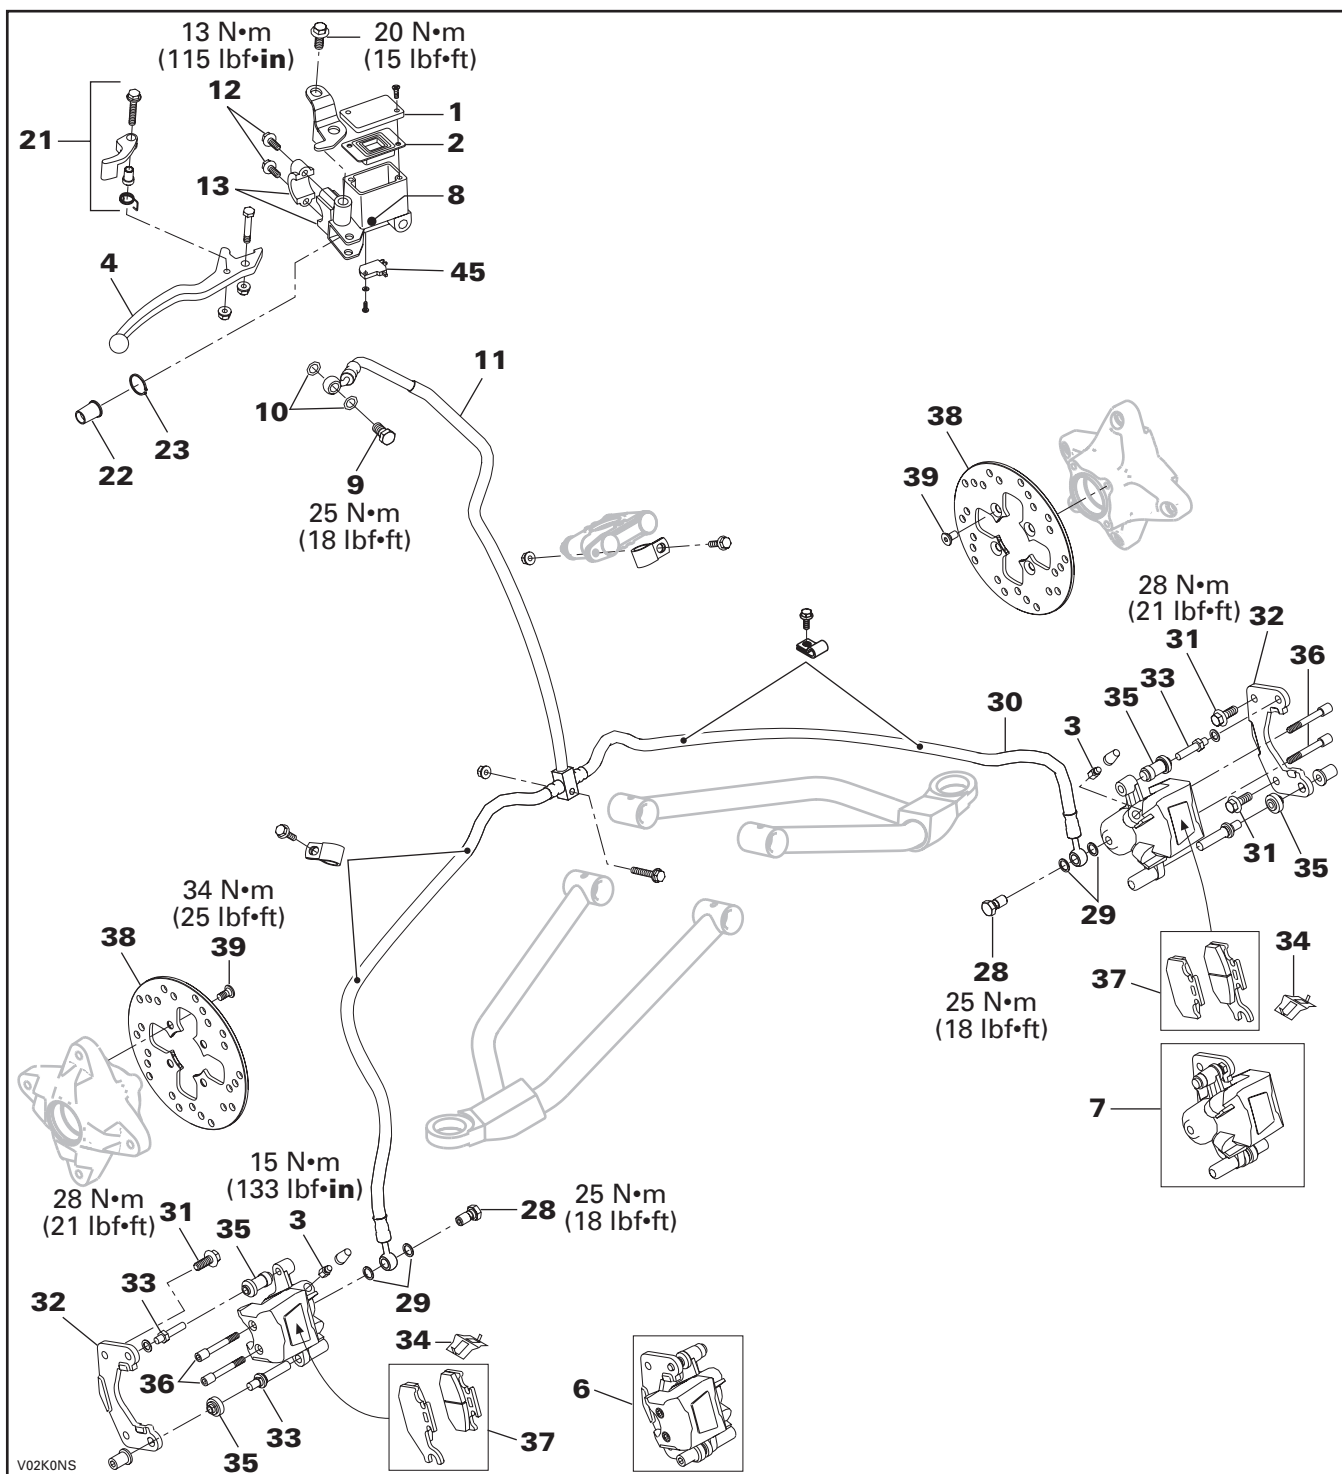 13 N•m
(115 lbf•in)
20 N•m
(15 lbf•ft)
12
1
21
2
13
8
4
45
11
10
23
22
9
25 N•m
(18 lbf•ft)
38
39
28 N•m
(21 lbf•ft)
32
31
36
33
35
30
3
31
35
29
28
25 N•m
(18 lbf•ft)
34
37
7
34 N•m
(25 lbf•ft)
38
39
15 N•m
(133 lbf•in)
28 N•m
(21 lbf•ft)
31
35
3
28
25 N•m
(18 lbf•ft)
33
32
29
34
36
6
33
35
37
V02K0NS